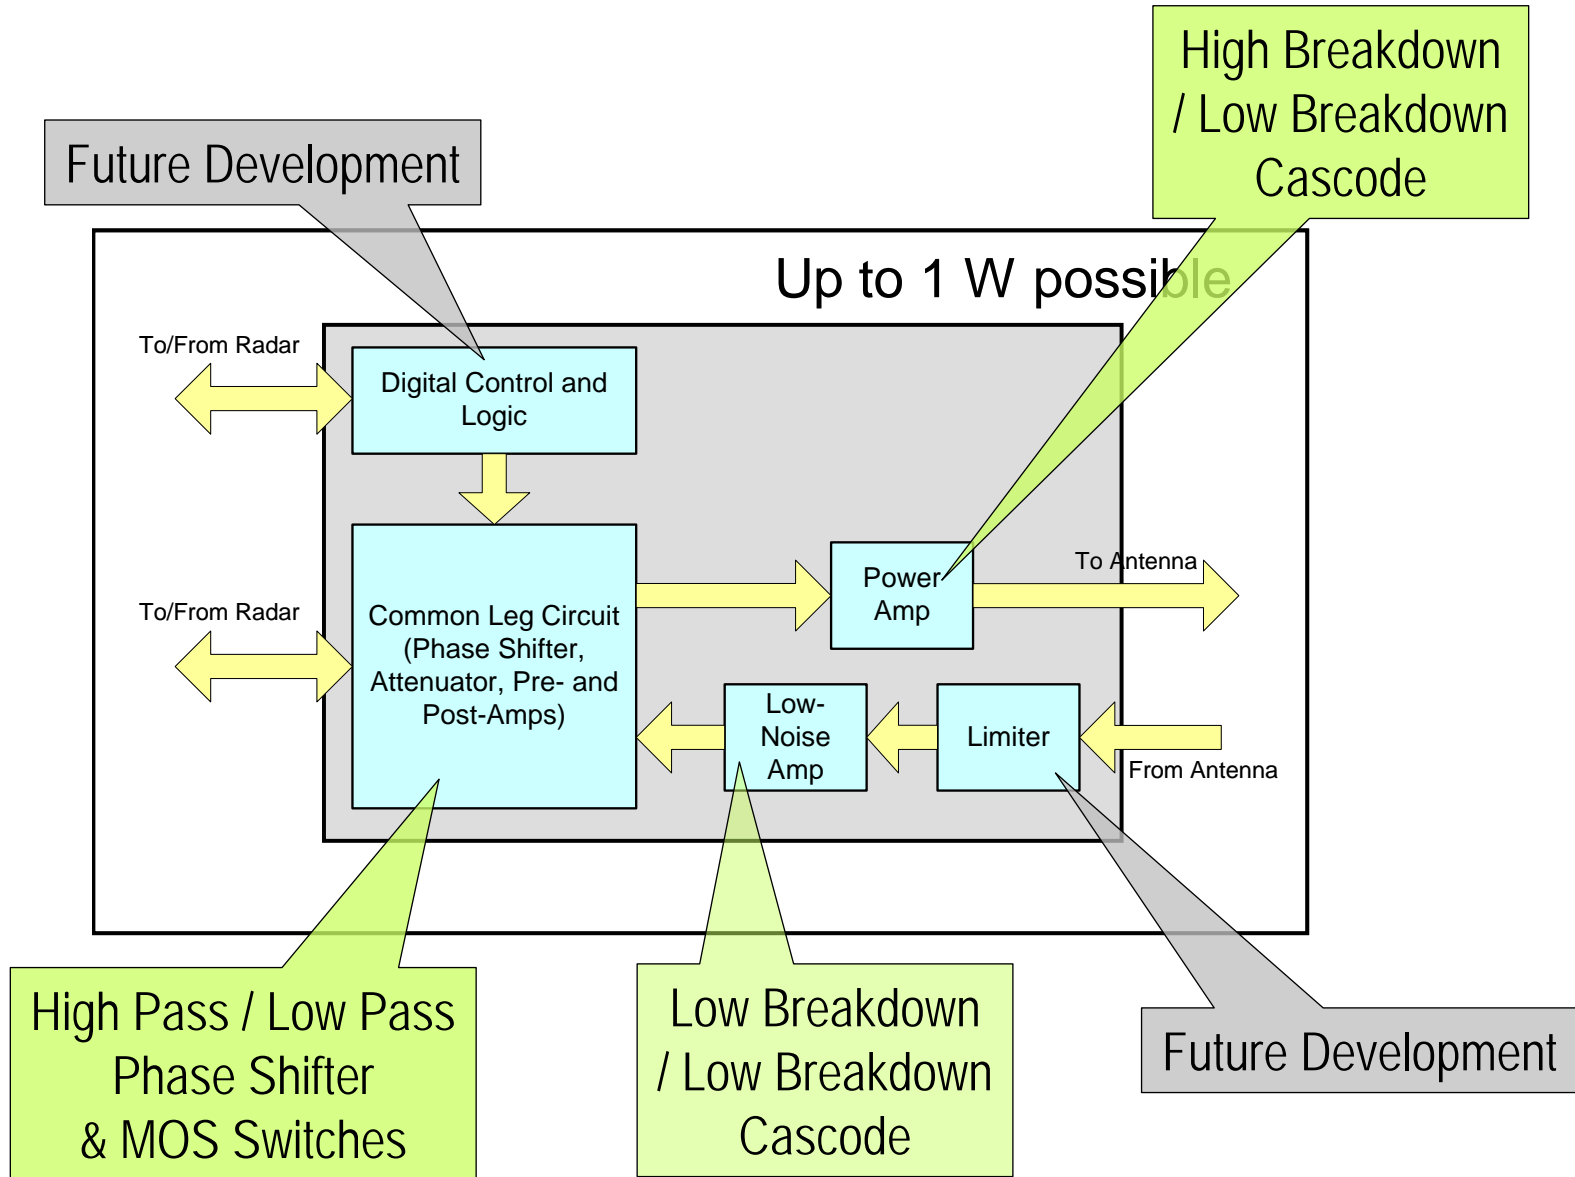 High Breakdown
/ Low Breakdown
Cascode
Future Development
Up to 1 W possible
To/From Radar
Digital Control and
Logic
To/From Radar
Common Leg Circuit
(Phase Shifter,
Attenuator, Pre- and
Post-Amps)
Power
Amp
To Antenna
Low-
Noise
Amp
Limiter
From Antenna
High Pass / Low Pass
Phase Shifter
& MOS Switches
Low Breakdown
/ Low Breakdown
Cascode
Future Development